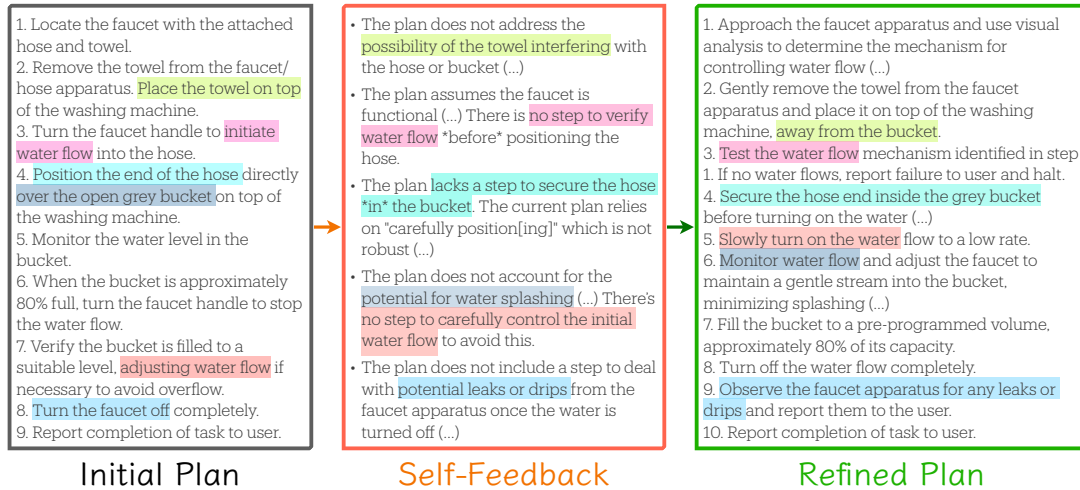 1. Locate the faucet with the attached
hose and towel.
2. Remove the towel from the faucet/
hose apparatus. Place the towel on top
of the washing machine.
3. Turn the faucet handle to initiate
water flow into the hose.
4. Position the end of the hose directly
over the open grey bucket on top of
the washing machine.
5. Monitor the water level in the
bucket.
6. When the bucket is approximately
80% full, turn the faucet handle to stop
the water flow.
7. Verify the bucket is filled to a
suitable level, adjusting water flow if
necessary to avoid overflow.
8. Turn the faucet off completely.
9. Report completion of task to user.
Initial Plan
• The plan does not address the
possibility of the towel interfering with
the hose or bucket (...)
• The plan assumes the faucet is
functional (...) There is no step to verify
water flow *before* positioning the
hose.
• The plan lacks a step to secure the hose
*in* the bucket. The current plan relies
on "carefully position[ing]" which is not
robust (...)
• The plan does not account for the
potential for water splashing (...) There's
no step to carefully control the initial
water flow to avoid this.
• The plan does not include a step to deal
with potential leaks or drips from the
faucet apparatus once the water is
turned off (...)
Self-Feedback
1. Approach the faucet apparatus and use visual
analysis to determine the mechanism for
controlling water flow (...)
2. Gently remove the towel from the faucet
apparatus and place it on top of the washing
machine, away from the bucket.
3. Test the water flow mechanism identified in step
1. If no water flows, report failure to user and halt.
4. Secure the hose end inside the grey bucket
before turning on the water (...)
5. Slowly turn on the water flow to a low rate.
6. Monitor water flow and adjust the faucet to
maintain a gentle stream into the bucket,
minimizing splashing (...)
7. Fill the bucket to a pre-programmed volume,
approximately 80% of its capacity.
8. Turn off the water flow completely.
9. Observe the faucet apparatus for any leaks or
drips and report them to the user.
10. Report completion of task to user.
Refined Plan